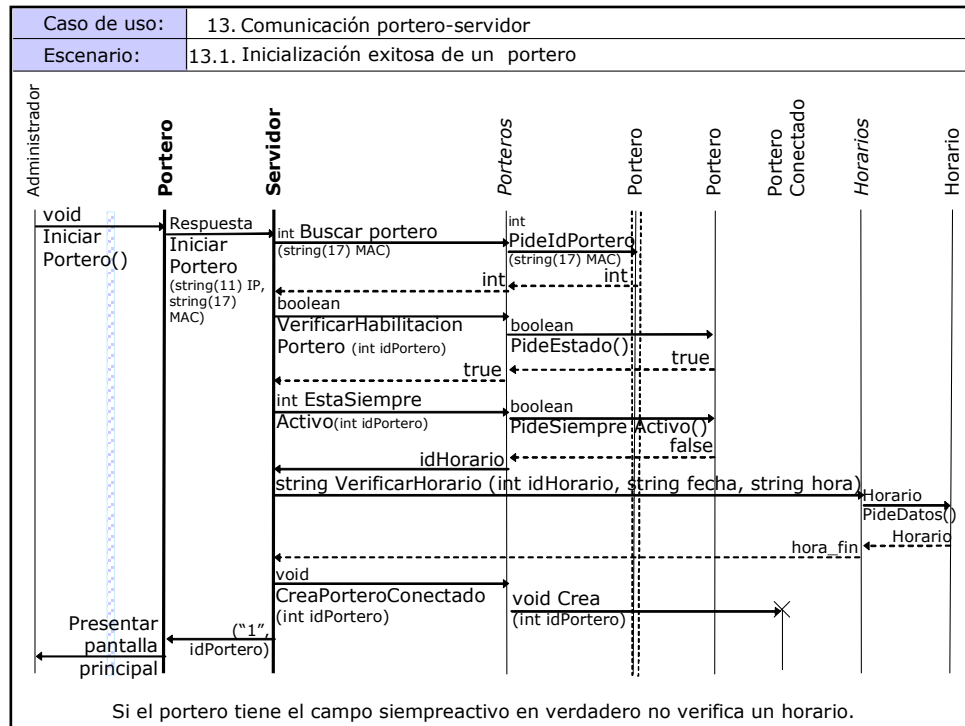 Caso de uso: 13. Comunicación portero-servidor
Escenario: 13.1. Inicialización exitosa de un portero
Administrador
Portero
Servidor
Porteros
Portero
Portero
Portero
Conectado
Horarios
Horario
void
Iniciar
Portero()
Respuesta
Iniciar
Portero
(string(11) IP,
string(17)
MAC)
int Buscar portero
(string(17) MAC)
int
PideIdPortero
(string(17) MAC)
int
int
boolean
VerificarHabilitacion
Portero (int idPortero)
boolean
PideEstado()
true
true
int EstaSiempre
Activo(int idPortero)
boolean
PideSiempre Activo()
false
idHorario
string VerificarHorario (int idHorario, string fecha, string hora)
Horario
PideDatos()
Horario
hora_fin
void
CreaPorteroConectado
(int idPortero)
void Crea
(int idPortero)
("1",
idPortero)
Presentar
pantalla
principal
Si el portero tiene el campo siempreactivo en verdadero no verifica un horario.